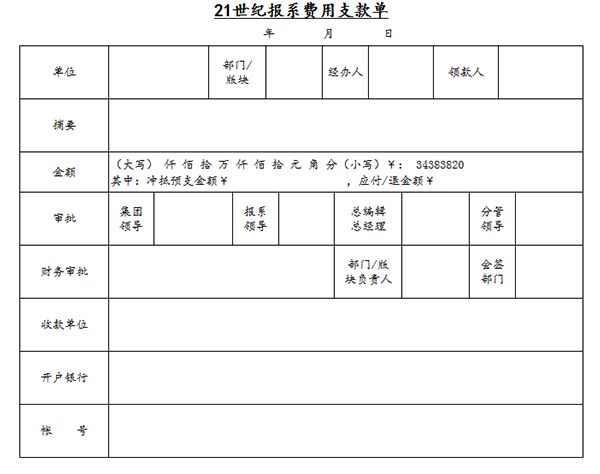 21世纪报系费用支款单
年 月 日
单位 部门/版块 经办人 领款人
摘要
金额 （大写） 仟 佰 拾 万 仟 佰 拾 元 角 分（小写）￥： 34383820
其中：冲抵预支金额￥ ，应付/退金额￥
审批 集团领导 报系领导 总编辑总经理 分管领导
财务审批 部门/版块负责人 会签部门
收款单位
开户银行
帐 号